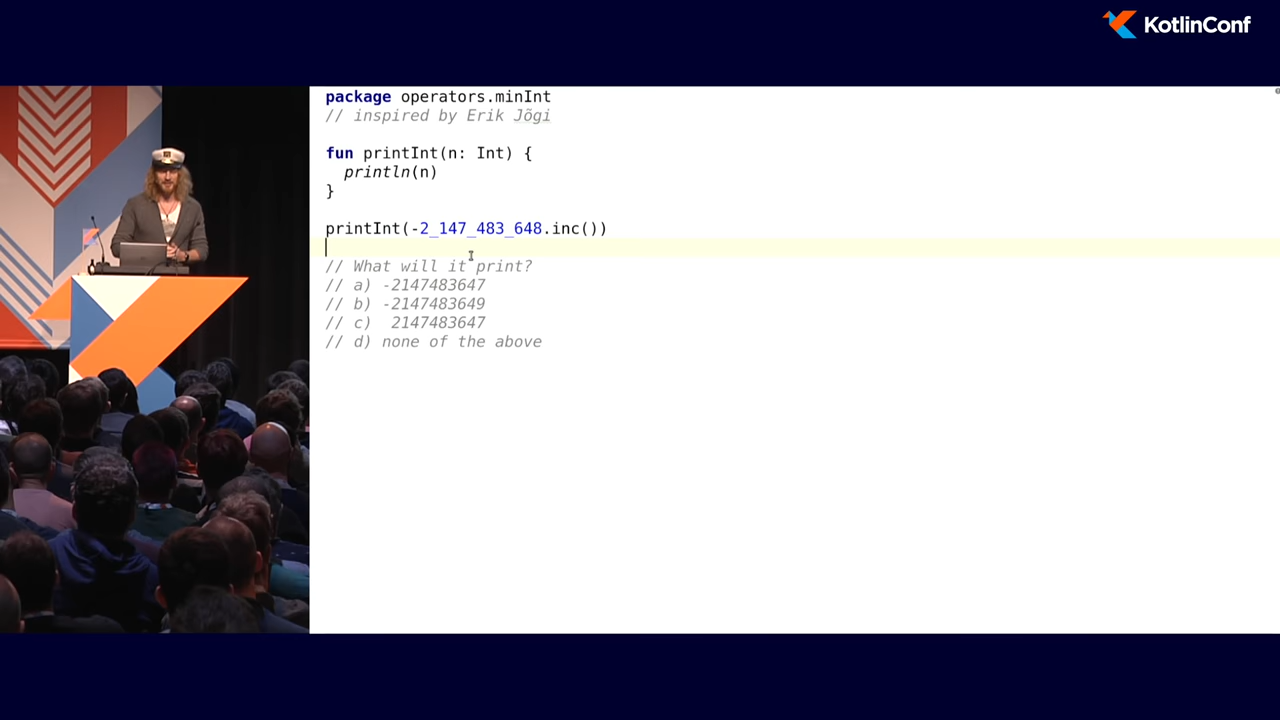 KotlinConf
package operators.minInt
// inspired by Erik Jõgi
fun printInt(n: Int) {
  println(n)
}
printInt(-2_147_483_648.inc())
// What will it print?
// a) -2147483647
// b) -2147483649
// c)  2147483647
// d) none of the above